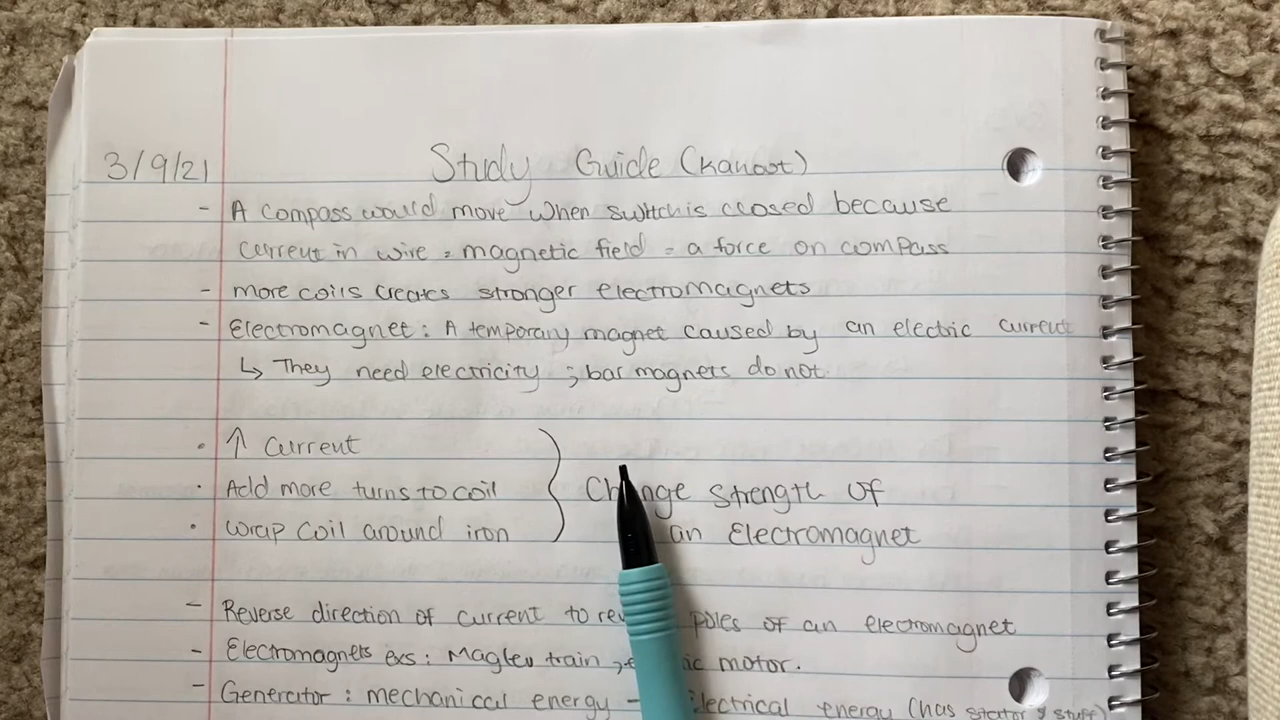 3/9/21
Study Guide (Kahoot)
- A compass would move when switch is closed because
current in wire = magnetic field = a force on compass
- more coils creates stronger electromagnets
- Electromagnet: A temporary magnet caused by an electric current
↳ They need electricity; bar magnets do not.
• ↑ Current
• Add more turns to coil
• Wrap coil around iron
Change strength of
an Electromagnet
- Reverse direction of current to poles of an electromagnet
- Electromagnets exs: Maglev train, motor.
- Generator: mechanical energy electrical energy (has stator & stuff)